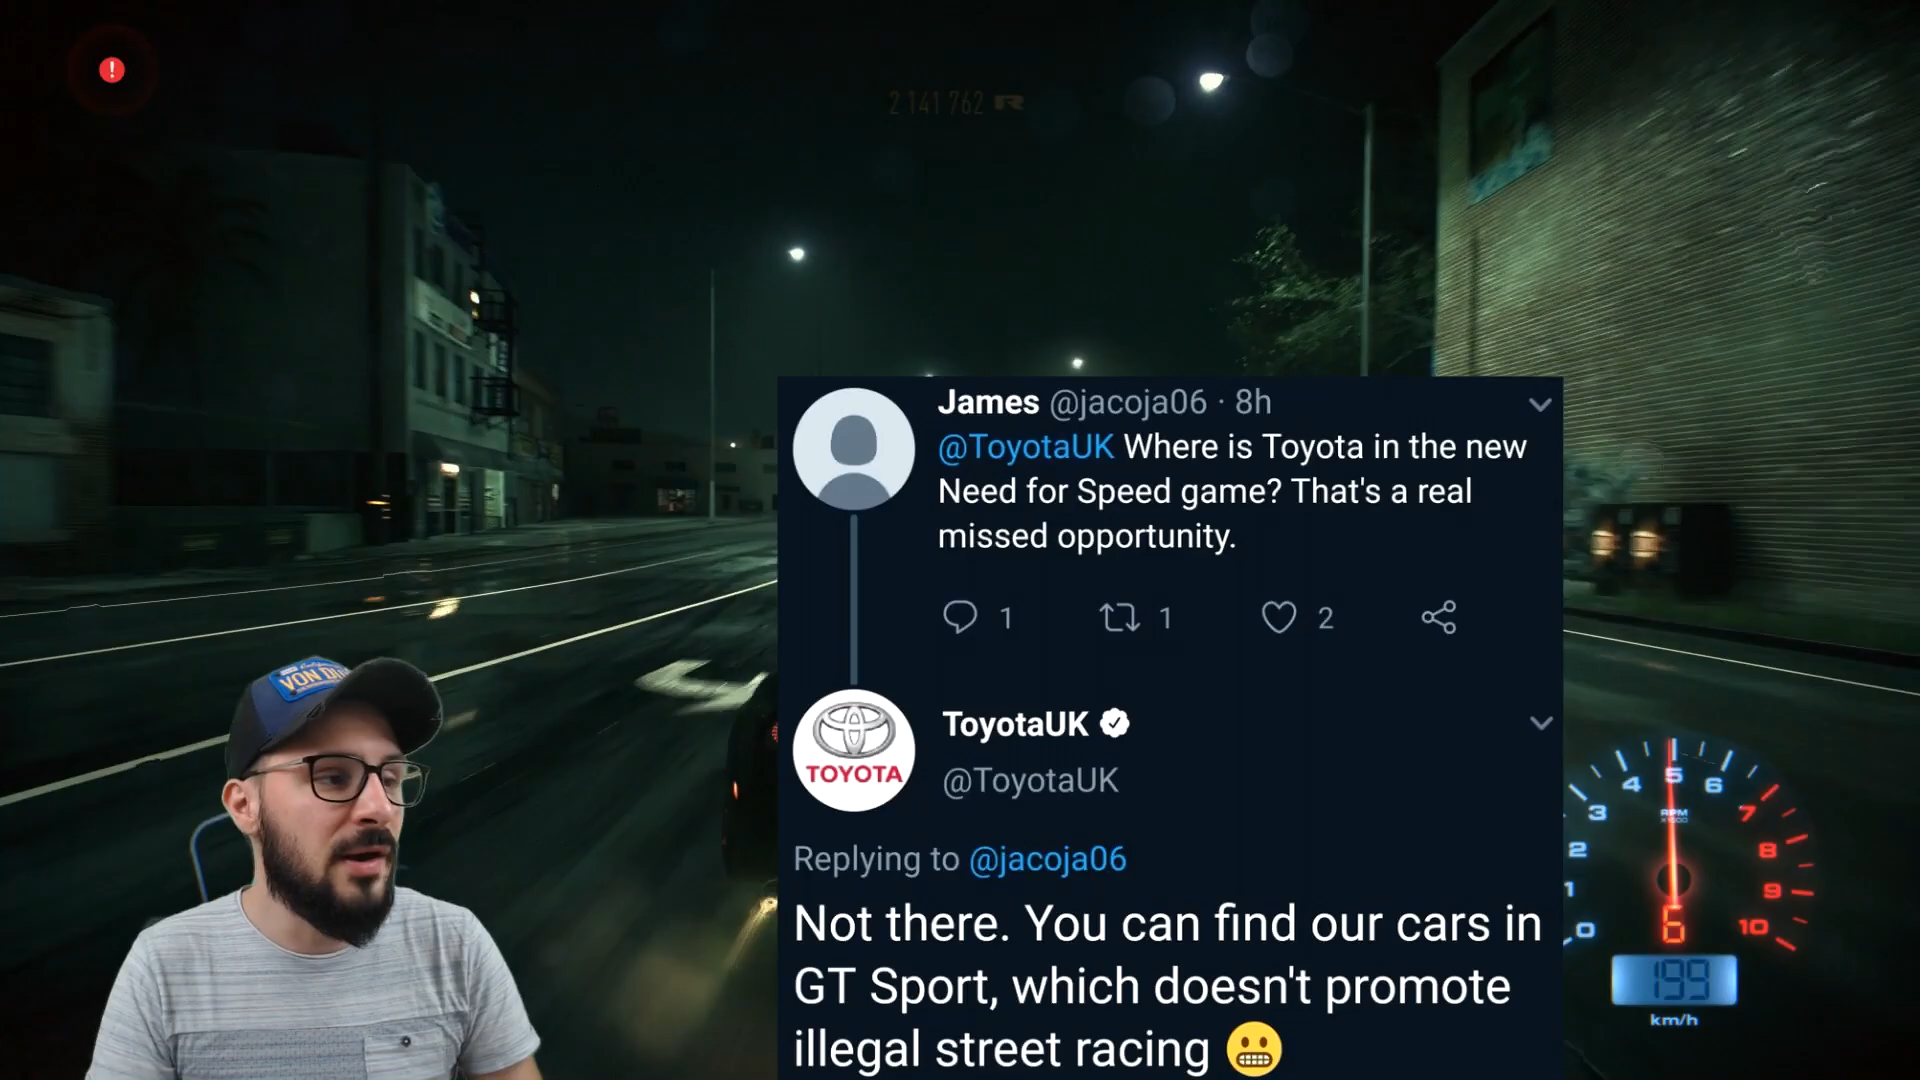 2 141 762
James @jacoja06 · 8h
@ToyotaUK Where is Toyota in the new
Need for Speed game? That's a real
missed opportunity.
1 1 2
ToyotaUK
TOYOTA
@ToyotaUK
Replying to @jacoja06
Not there. You can find our cars in
GT Sport, which doesn't promote
illegal street racing 😬
VON
0 1 2 3 4 5 6 7 8 9 10
RPM
6
199
km/h